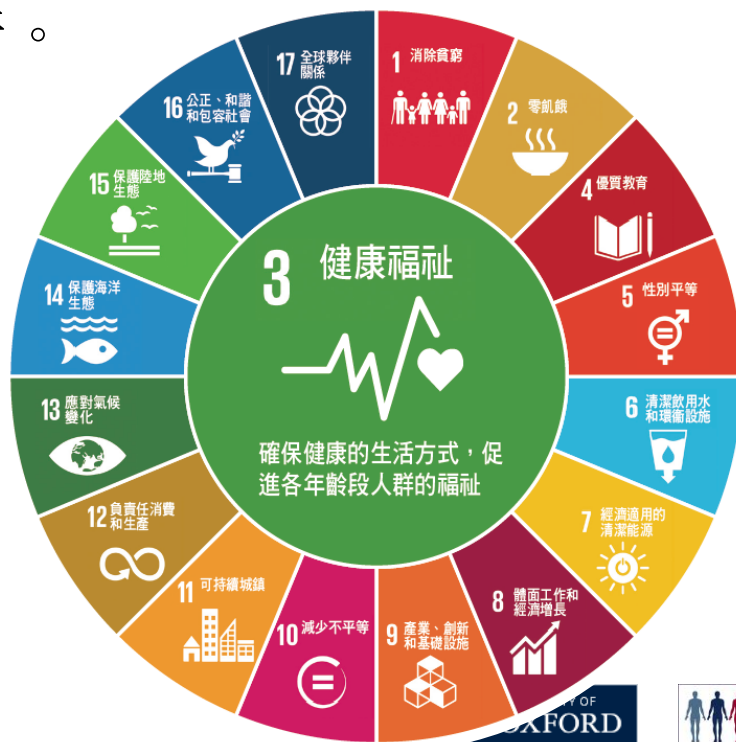 。
17 全球夥伴
關係
1 消除貧窮
2 零飢餓
4 優質教育
5 性別平等
6 清潔飲用水
和環衛設施
7 經濟適用的
清潔能源
8 體面工作和
經濟增長
9 產業、創新
和基礎設施
10 減少不平等
11 可持續城鎮
12 負責任消費
和生產
13 應對氣候
變化
14 保護海洋
生態
15 保護陸地
生態
16 公正、和諧
和包容社會
3 健康福祉
確保健康的生活方式，促
進各年齡段人群的福祉
OF
OXFORD